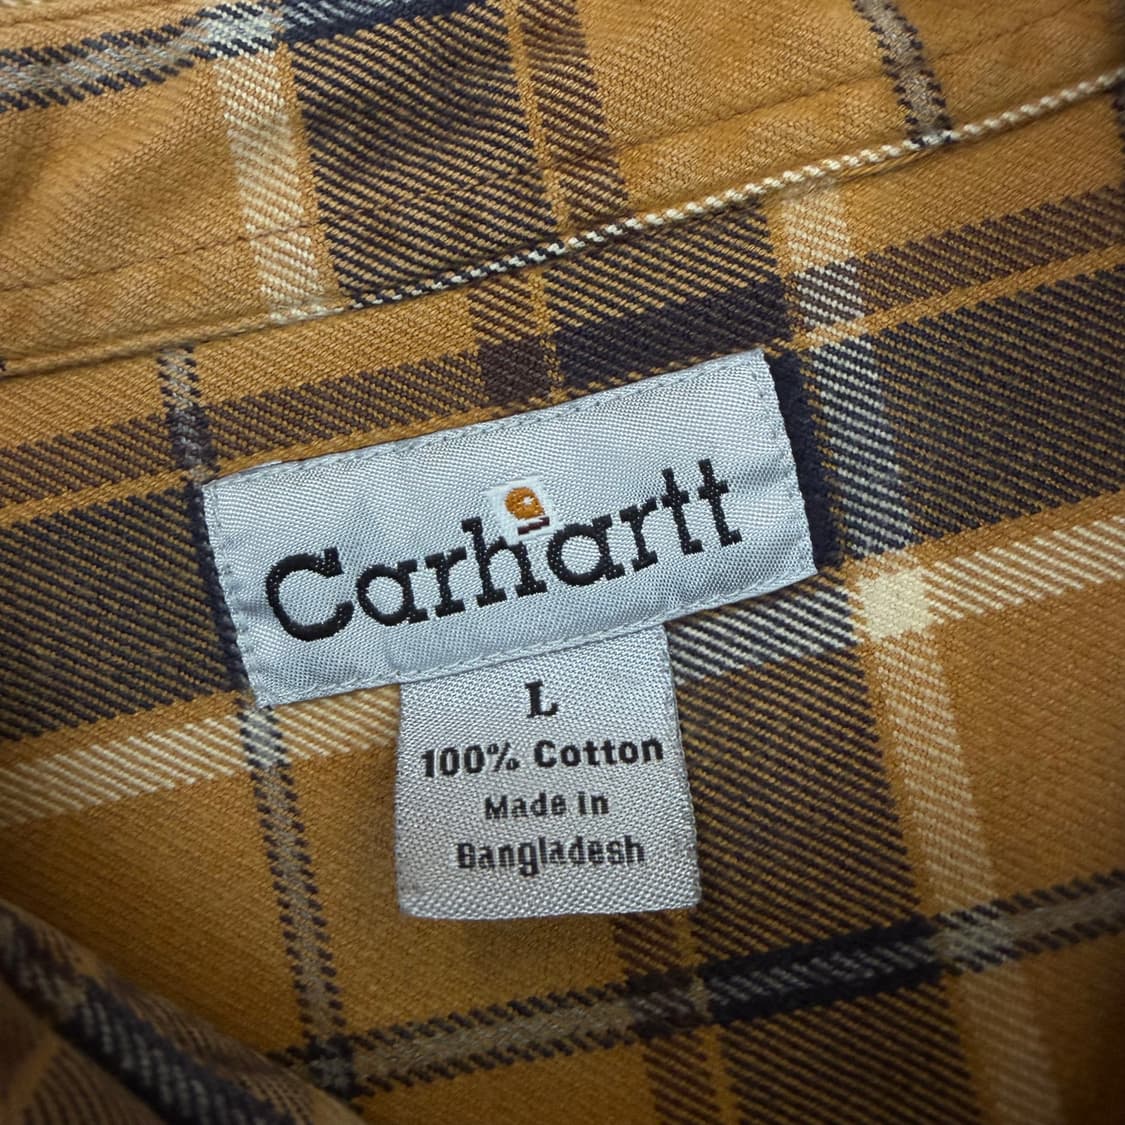 Carhartt
L
100% Cotton
Made in
Bangladesh